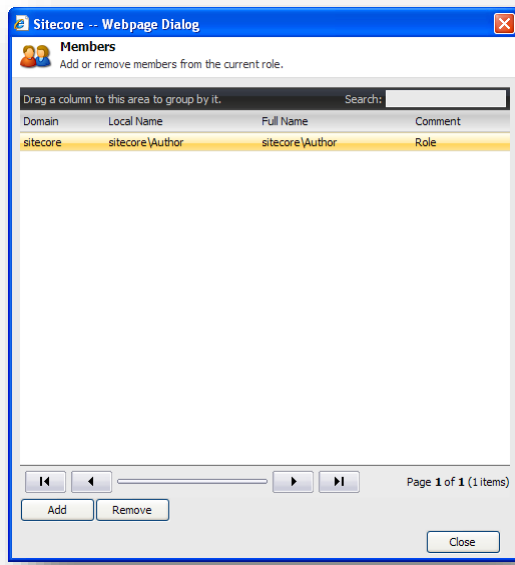 Sitecore -- Webpage Dialog
Members
Add or remove members from the current role.
Drag a column to this area to group by it. Search:
Domain Local Name Full Name Comment
sitecore sitecore\Author sitecore\Author Role
Page 1 of 1 (1 items)
Add Remove
Close